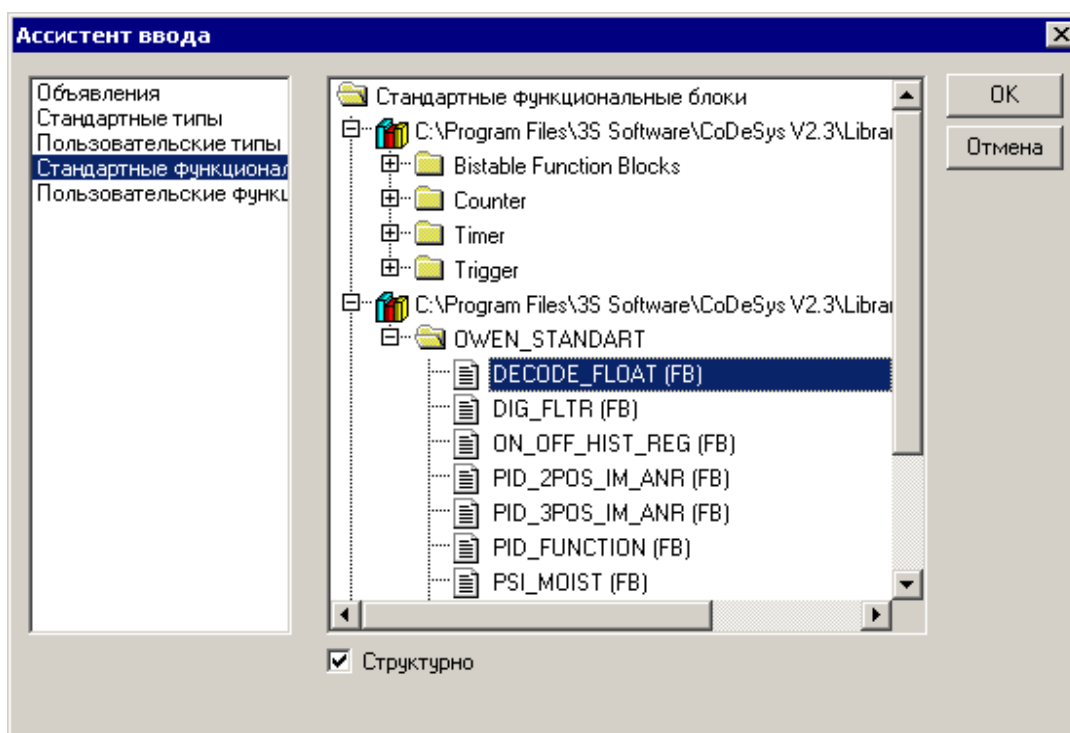 Ассистент ввода
Объявления
Стандартные типы
Пользовательские типы
Стандартные функционал
Пользовательские функц
Стандартные функциональные блоки
C:\Program Files\3S Software\CoDeSys V2.3\Librar
Bistable Function Blocks
Counter
Timer
Trigger
C:\Program Files\3S Software\CoDeSys V2.3\Librar
OWEN_STANDART
DECODE_FLOAT (FB)
DIG_FLTR (FB)
ON_OFF_HIST_REG (FB)
PID_2POS_IM_ANR (FB)
PID_3POS_IM_ANR (FB)
PID_FUNCTION (FB)
PSI_MOIST (FB)
Структурно
OK
Отмена